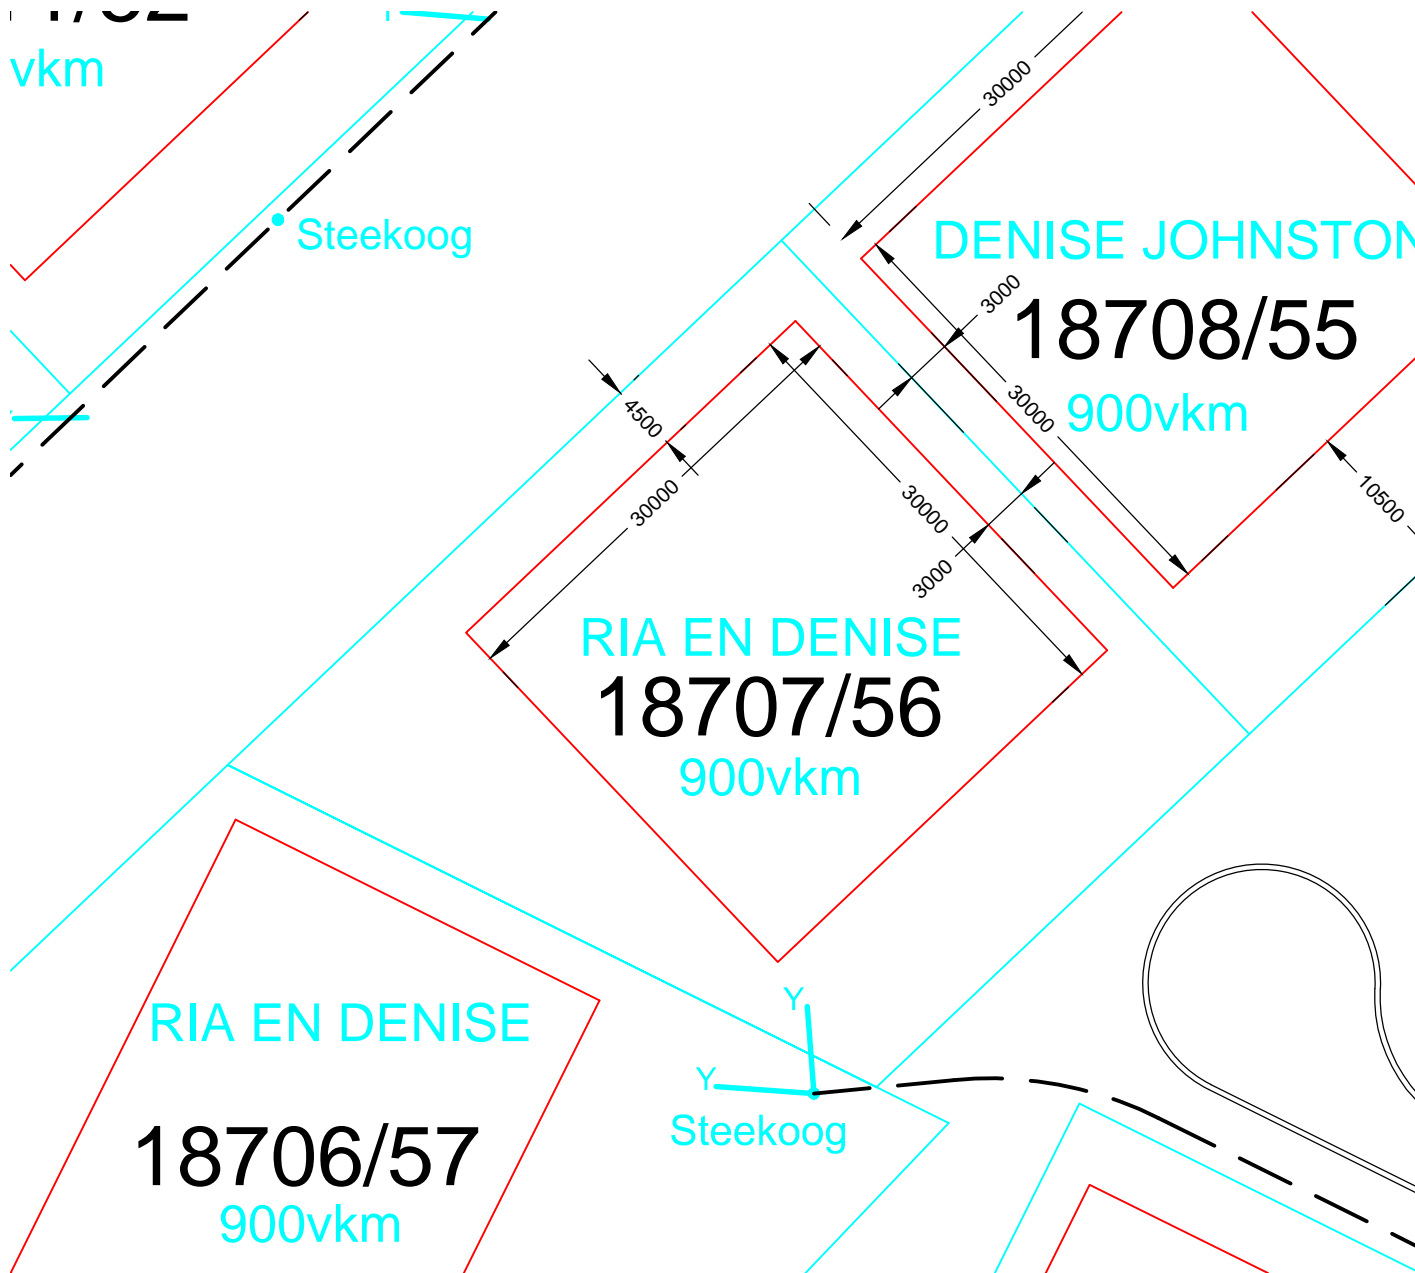 vkm
Steekoog
30000
DENISE JOHNSTON
3000
18708/55
30000
900vkm
4500
30000
30000
10500
3000
RIA EN DENISE
18707/56
900vkm
RIA EN DENISE
Y
Y
Steekoog
18706/57
900vkm